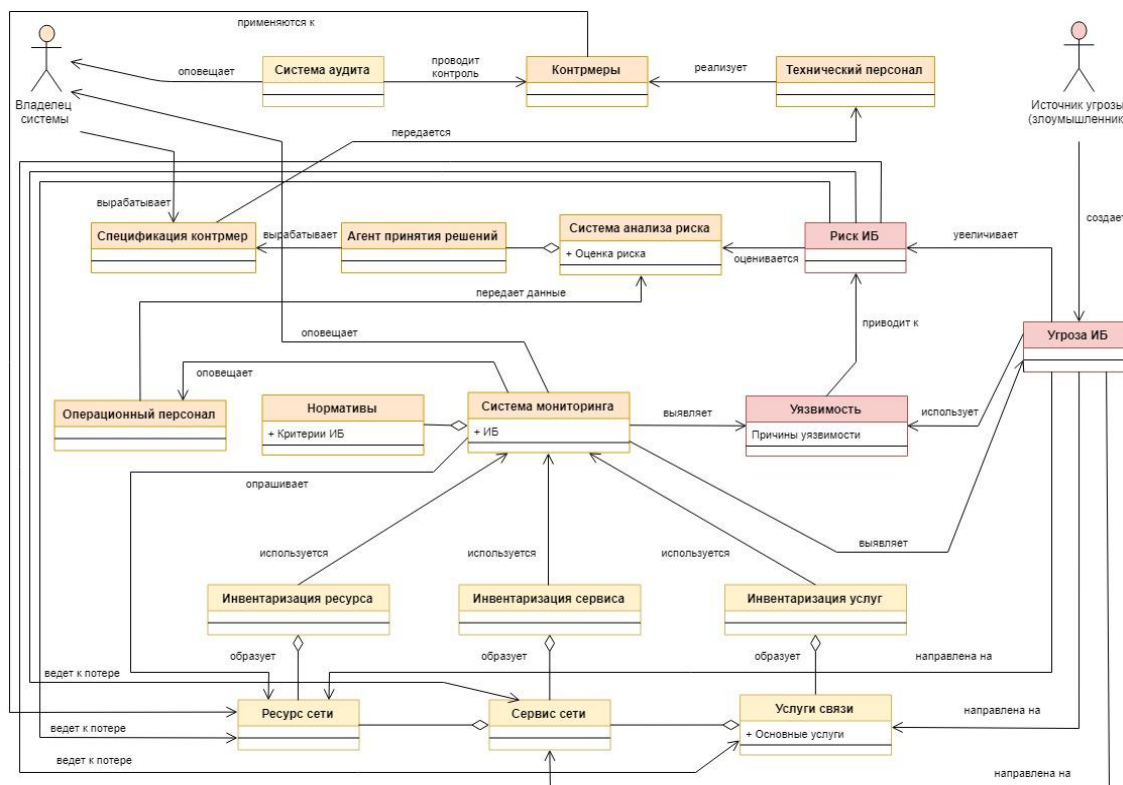 применяются к
оповещает
Система аудита
проводит
контроль
Контрмеры
реализует
Технический персонал
Владелец
системы
Источник угрозы
(злоумышленник
передается
вырабатывает
создает
Спецификация контрмер
вырабатывает
Агент принятия решений
Система анализа риска
+ Оценка риска
оценивается
Риск ИБ
увеличивает
передает данные
оповещает
приводит к
Угроза ИБ
оповещает
Операционный персонал
Нормативы
+ Критерии ИБ
Система мониторинга
+ ИБ
выявляет
Уязвимость
Причины уязвимости
использует
опрашивает
используется
используется
используется
выявляет
Инвентаризация ресурса
Инвентаризация сервиса
Инвентаризация услуг
образует
образует
образует
направлена на
ведет к потере
Ресурс сети
Сервис сети
Услуги связи
+ Основные услуги
направлена на
ведет к потере
ведет к потере
направлена на